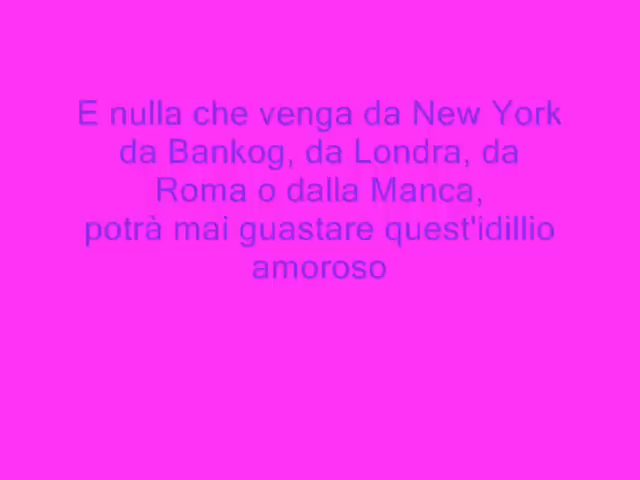 E nulla che venga da New York
da Bankog, da Londra, da
Roma o dalla Manca,
potrà mai guastare quest'idillio
amoroso